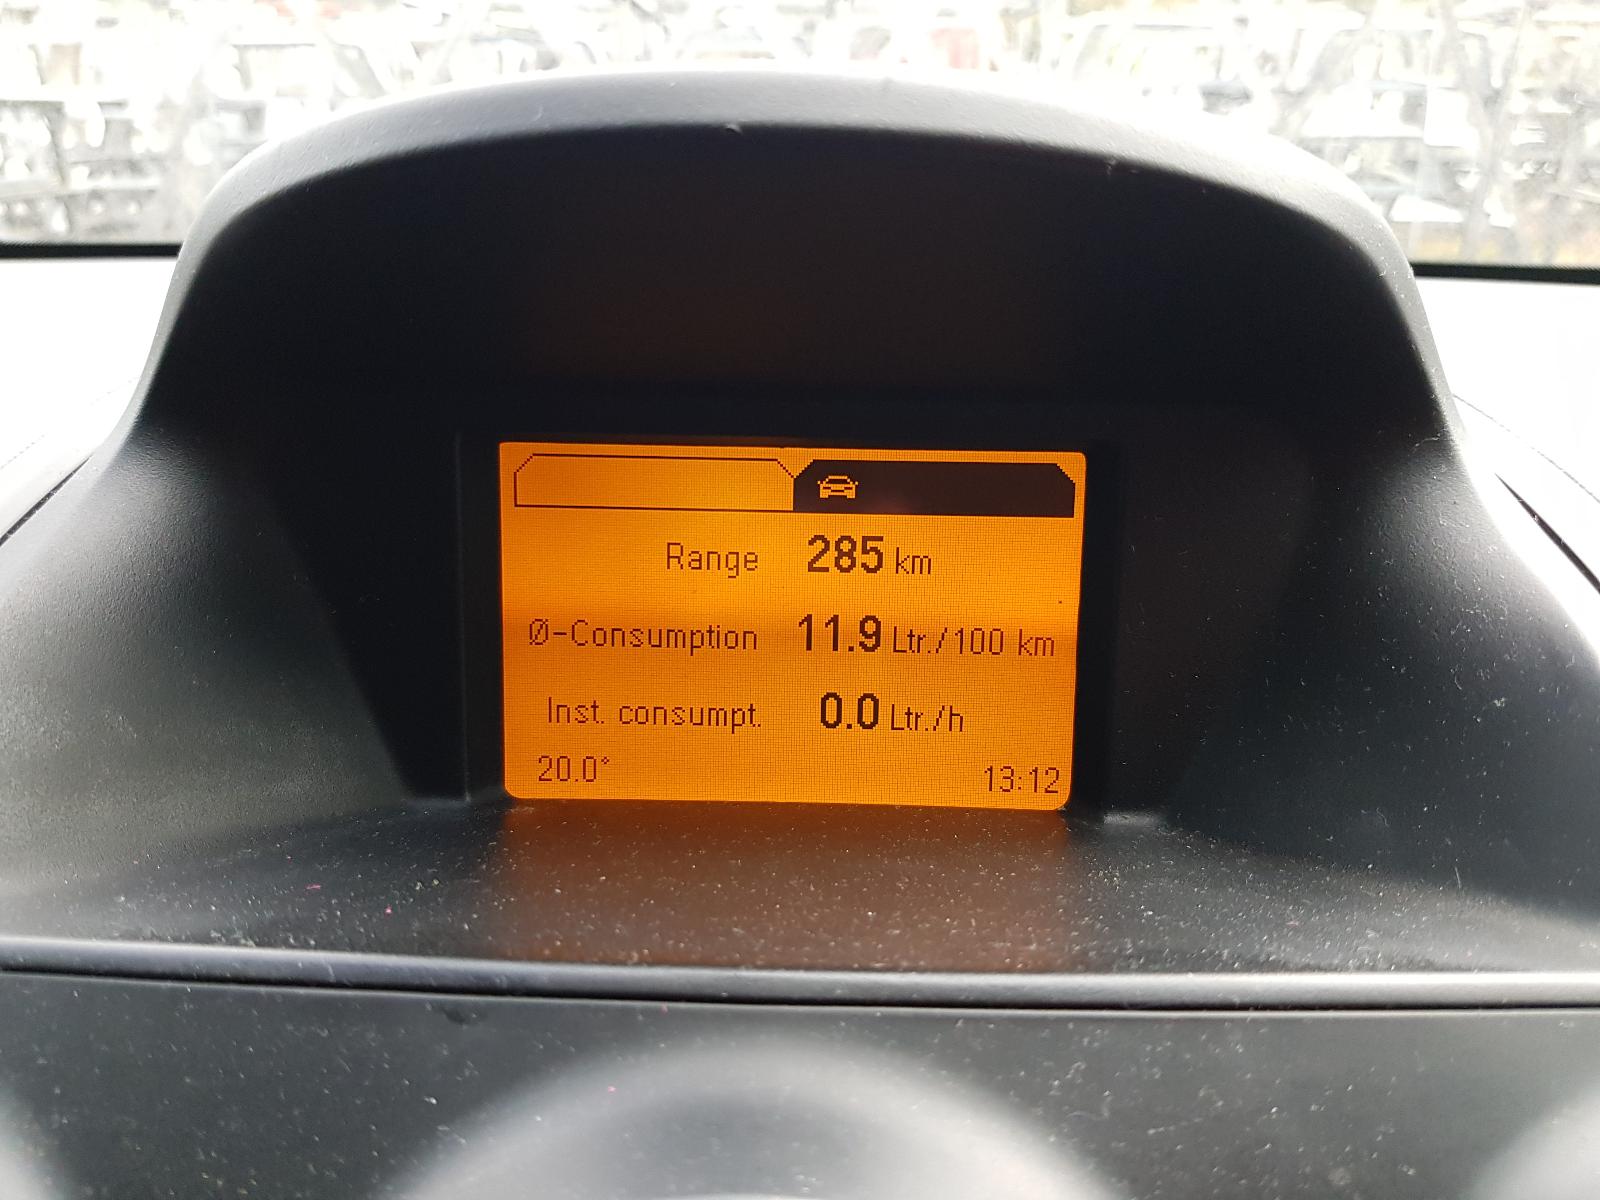 Range 285 km
Ø-Consumption 11.9 Ltr./100 km
Inst. consumpt. 0.0 Ltr./h
20.0° 13:12